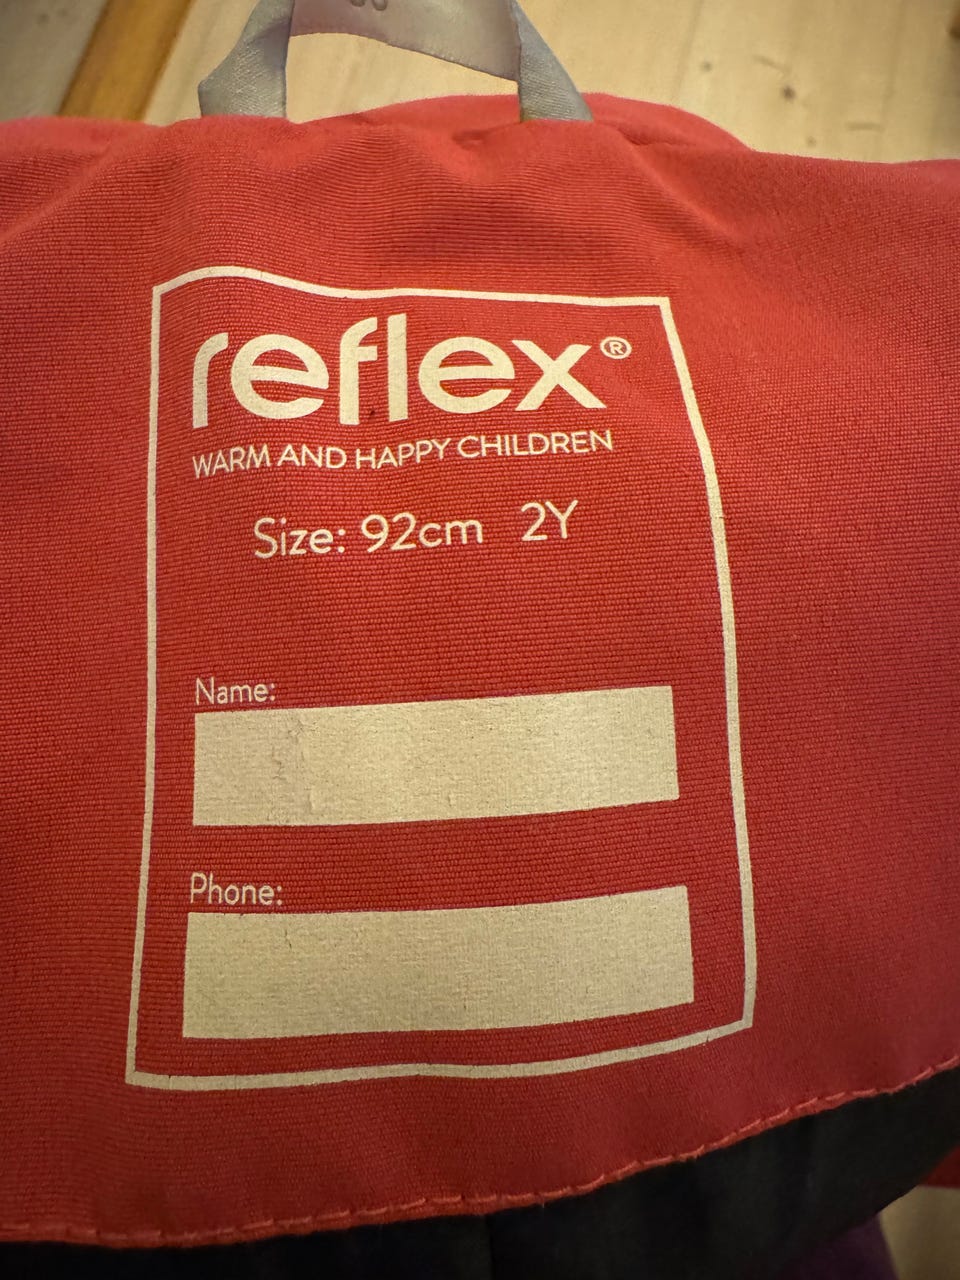 reflex®
WARM AND HAPPY CHILDREN
Size: 92cm 2Y
Name:
Phone: